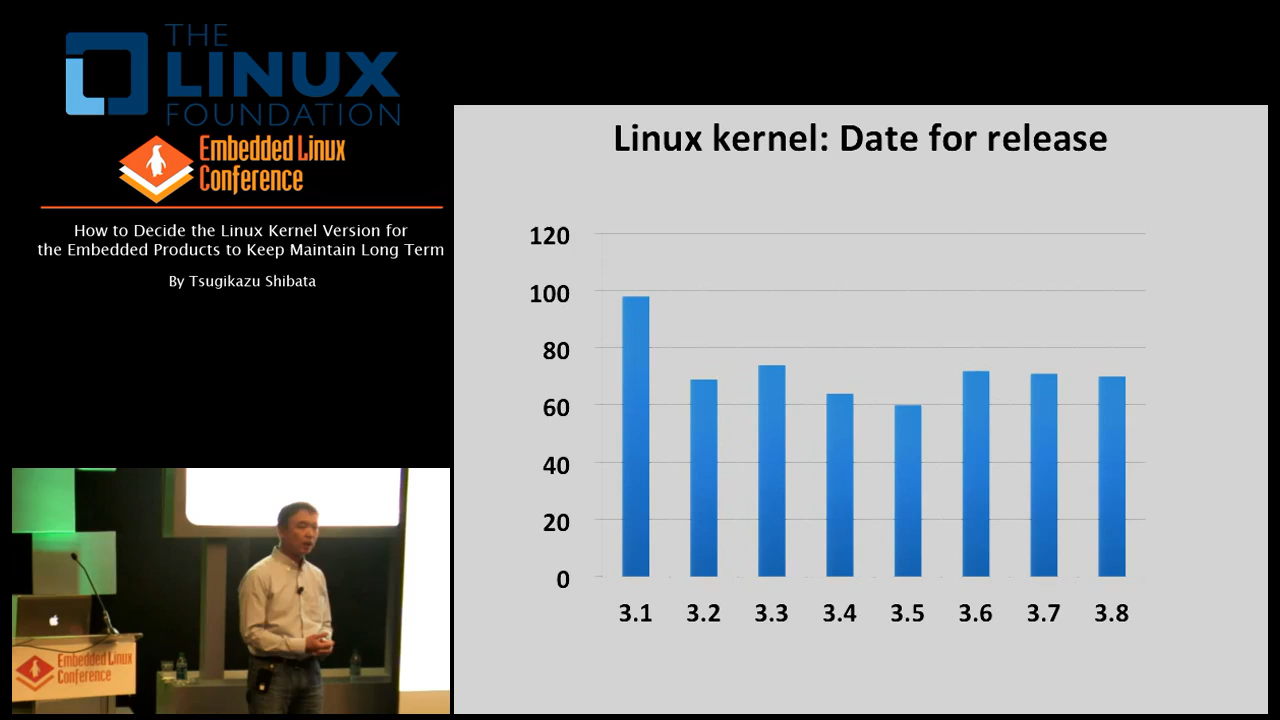 THE
LINUX
FOUNDATION
Embedded Linux
Conference
How to Decide the Linux Kernel Version for
the Embedded Products to Keep Maintain Long Term
By Tsugikazu Shibata
Linux kernel: Date for release
120
100
80
60
40
20
0
3.1 3.2 3.3 3.4 3.5 3.6 3.7 3.8
Embedded Linux
Conference